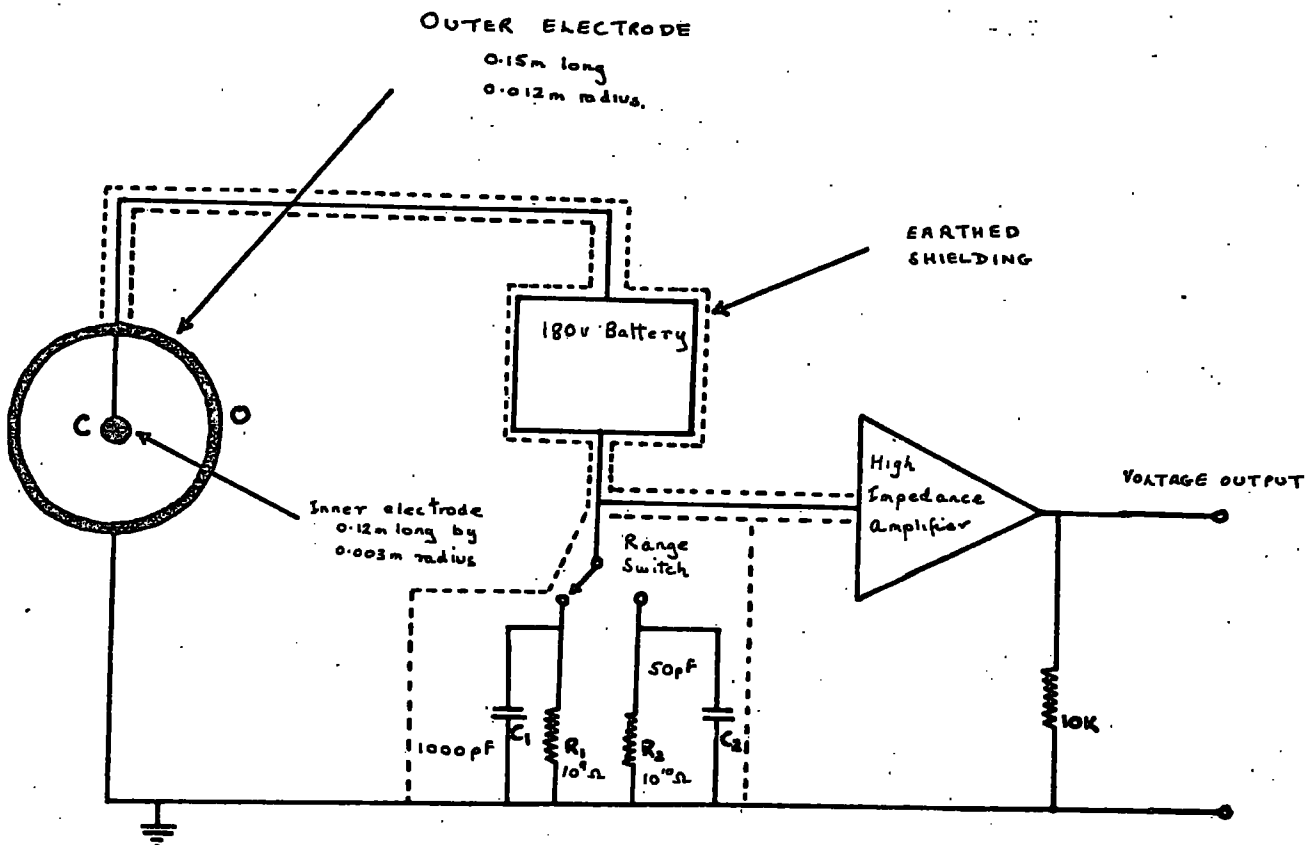 OUTER ELECTRODE
0.15m long
0.012m radius.
EARTHED
SHIELDING
180v Battery
C
O
High
Impedance
Amplifier
VOLTAGE OUTPUT
Inner electrode
0.12m long by
0.003m radius
Range
Switch
50pF
1000pF
C1
R1
10⁹Ω
R2
10¹⁰Ω
C2
10K